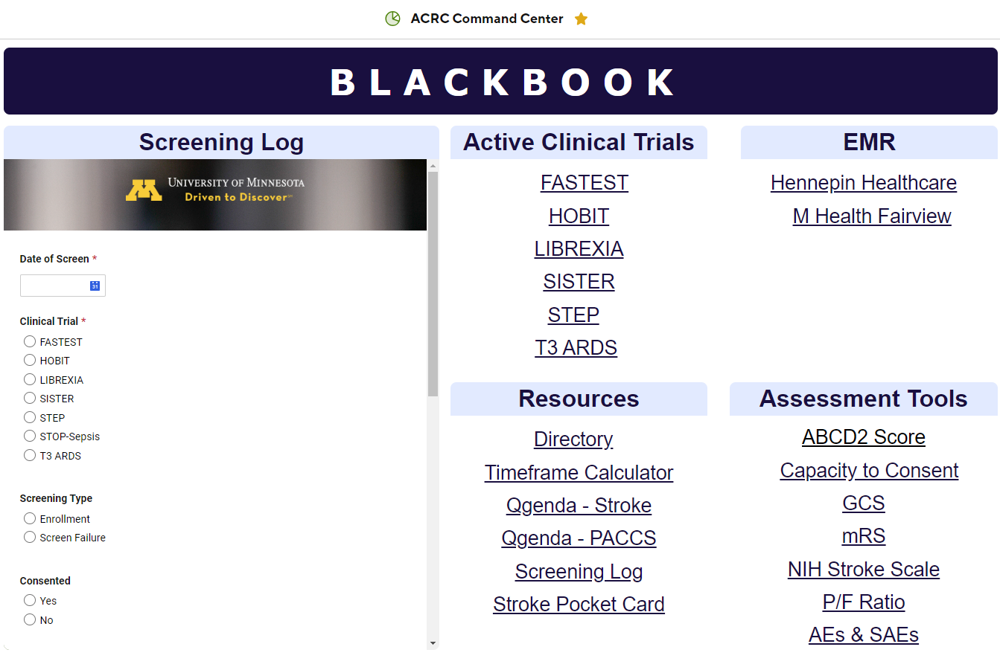 ACRC Command Center
BLACKBOOK
Screening Log
UNIVERSITY OF MINNESOTA
Driven to Discover℠
Date of Screen *
31
Clinical Trial *
FASTEST
HOBIT
LIBREXIA
SISTER
STEP
STOP-Sepsis
T3 ARDS
Screening Type
Enrollment
Screen Failure
Consented
Yes
No
Active Clinical Trials
FASTEST
HOBIT
LIBREXIA
SISTER
STEP
T3 ARDS
EMR
Hennepin Healthcare
M Health Fairview
Resources
Directory
Timeframe Calculator
Qgenda - Stroke
Qgenda - PACCS
Screening Log
Stroke Pocket Card
Assessment Tools
ABCD2 Score
Capacity to Consent
GCS
mRS
NIH Stroke Scale
P/F Ratio
AEs & SAEs